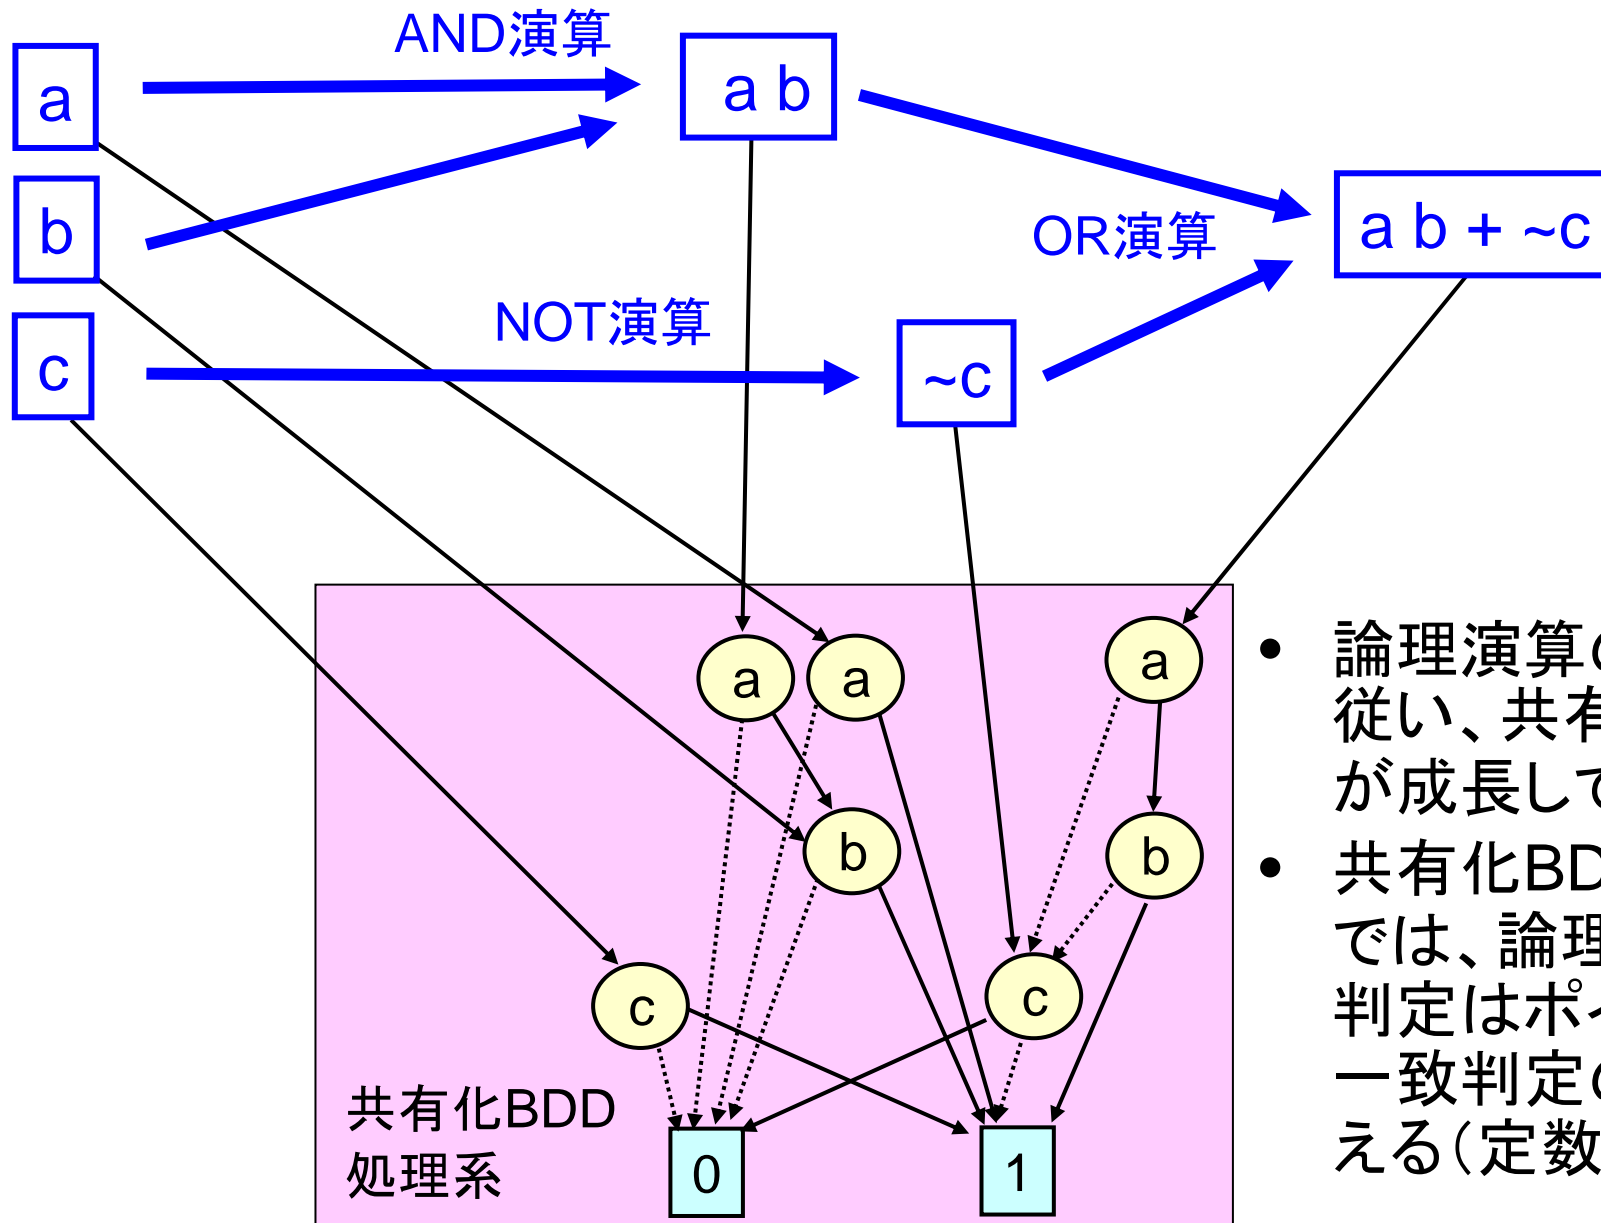 AND演算
a
a b
b
OR演算
a b + ~c
NOT演算
c
~c
a
a
a
b
b
c
c
共有化BDD
処理系
0
1
• 論理演算
従い、共有
が成長して
• 共有化BD
では、論理
判定はポイ
一致判定の
える（定数